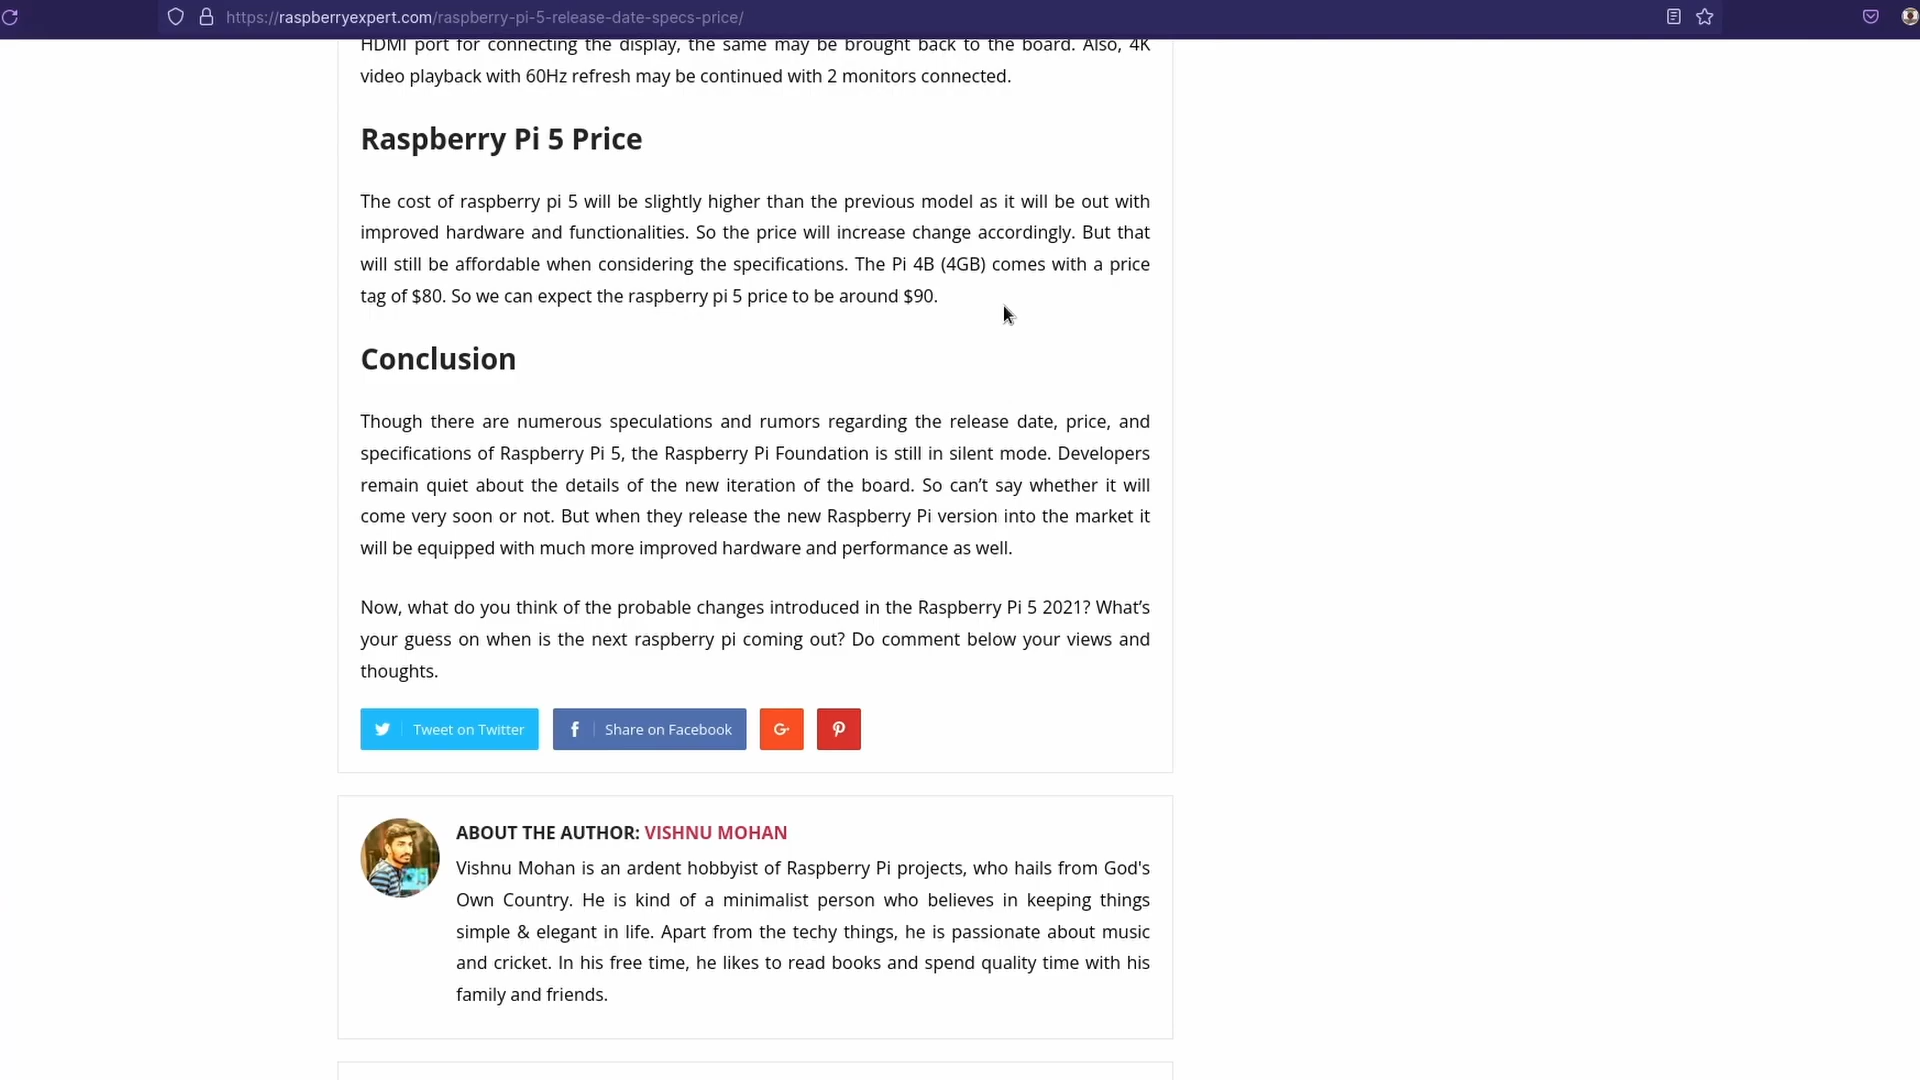 https://raspberryexpert.com/raspberry-pi-5-release-date-specs-price/
HDMI port for connecting the display, the same may be brought back to the board. Also, 4K
video playback with 60Hz refresh may be continued with 2 monitors connected.
Raspberry Pi 5 Price
The cost of raspberry pi 5 will be slightly higher than the previous model as it will be out with
improved hardware and functionalities. So the price will increase change accordingly. But that
will still be affordable when considering the specifications. The Pi 4B (4GB) comes with a price
tag of $80. So we can expect the raspberry pi 5 price to be around $90.
Conclusion
Though there are numerous speculations and rumors regarding the release date, price, and
specifications of Raspberry Pi 5, the Raspberry Pi Foundation is still in silent mode. Developers
remain quiet about the details of the new iteration of the board. So can’t say whether it will
come very soon or not. But when they release the new Raspberry Pi version into the market it
will be equipped with much more improved hardware and performance as well.
Now, what do you think of the probable changes introduced in the Raspberry Pi 5 2021? What’s
your guess on when is the next raspberry pi coming out? Do comment below your views and
thoughts.
Tweet on Twitter
Share on Facebook
ABOUT THE AUTHOR: VISHNU MOHAN
Vishnu Mohan is an ardent hobbyist of Raspberry Pi projects, who hails from God's
Own Country. He is kind of a minimalist person who believes in keeping things
simple & elegant in life. Apart from the techy things, he is passionate about music
and cricket. In his free time, he likes to read books and spend quality time with his
family and friends.